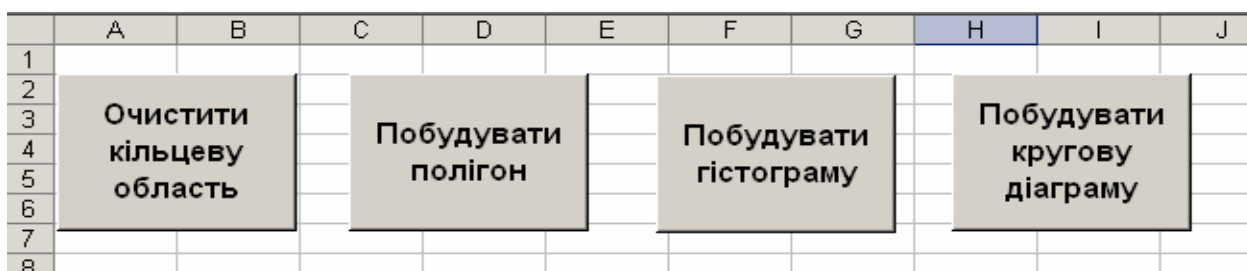 A B C D E F G H I J
1
2
3
4
5
6
7
8
Очистити
кільцеву
область
Побудувати
полігон
Побудувати
гістограму
Побудувати
кругову
діаграму